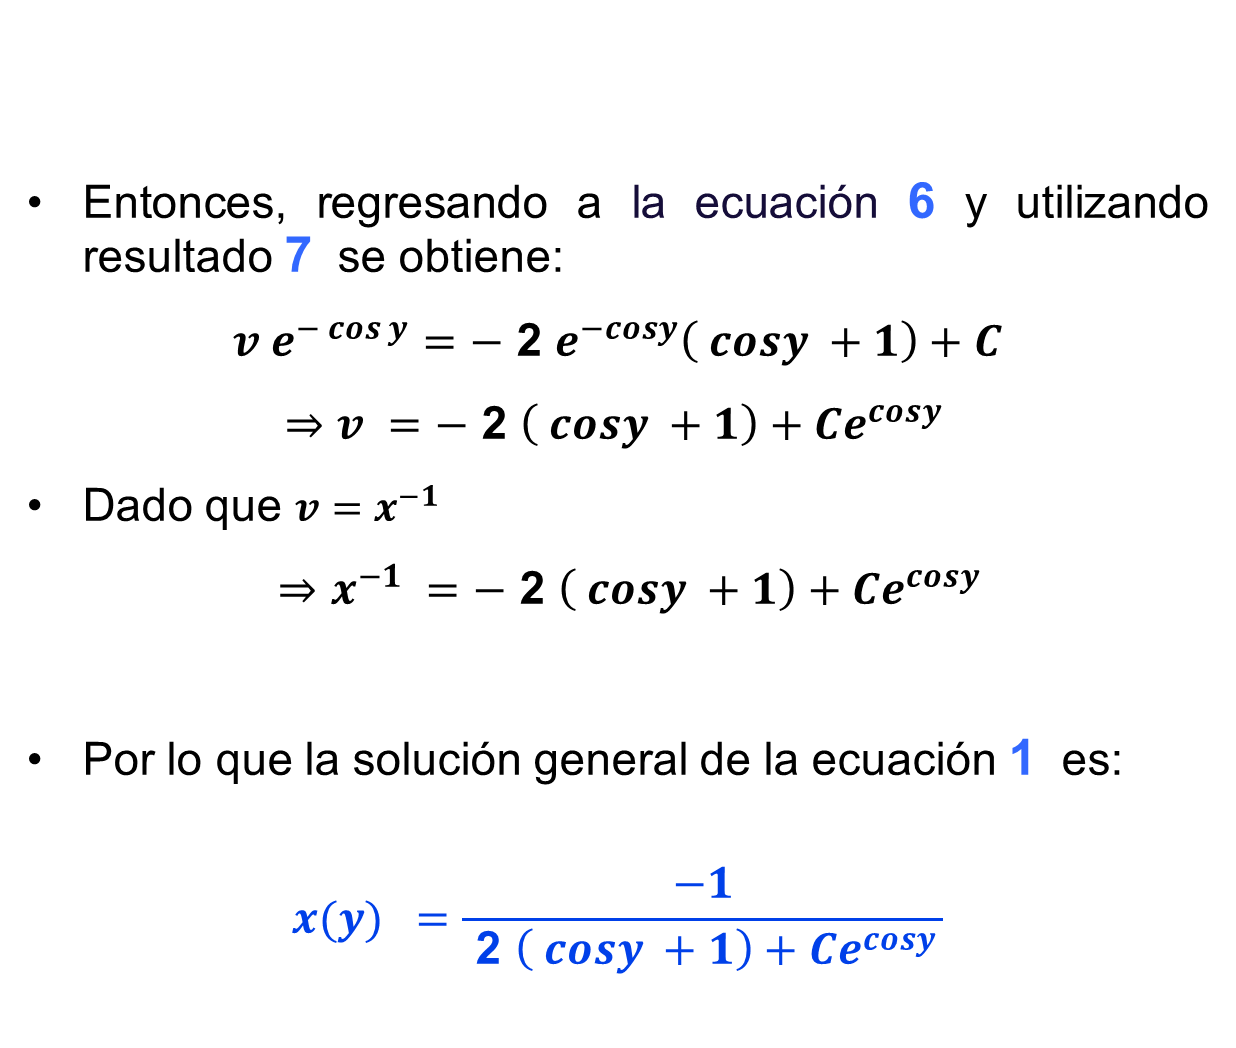 • Entonces, regresando a la ecuación 6 y utilizando
resultado 7 se obtiene:
v e^{− cos y} = − 2 e^{−cosy}( cosy + 1) + C
⇒ v = − 2 ( cosy + 1) + Ce^{cosy}
• Dado que v = x^{−1}
⇒ x^{−1} = − 2 ( cosy + 1) + Ce^{cosy}
• Por lo que la solución general de la ecuación 1 es:
x(y) = \frac{−1}{2 ( cosy + 1) + Ce^{cosy}}